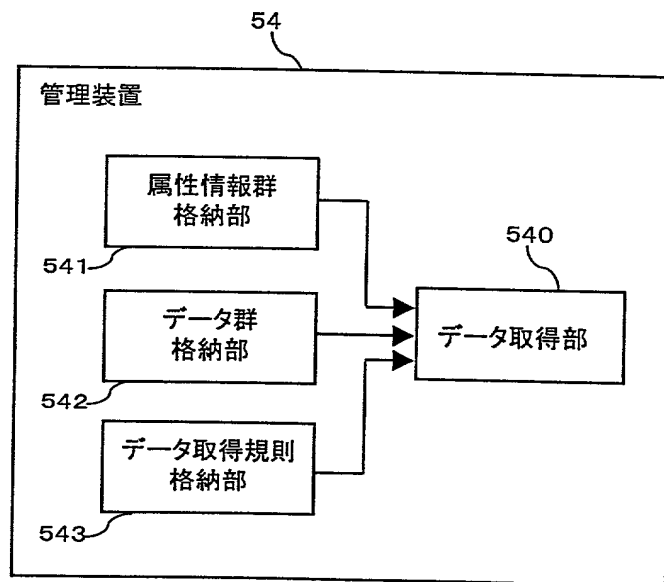 54
管理装置
属性情報群
格納部
541
データ群
格納部
542
データ取得規則
格納部
543
540
データ取得部